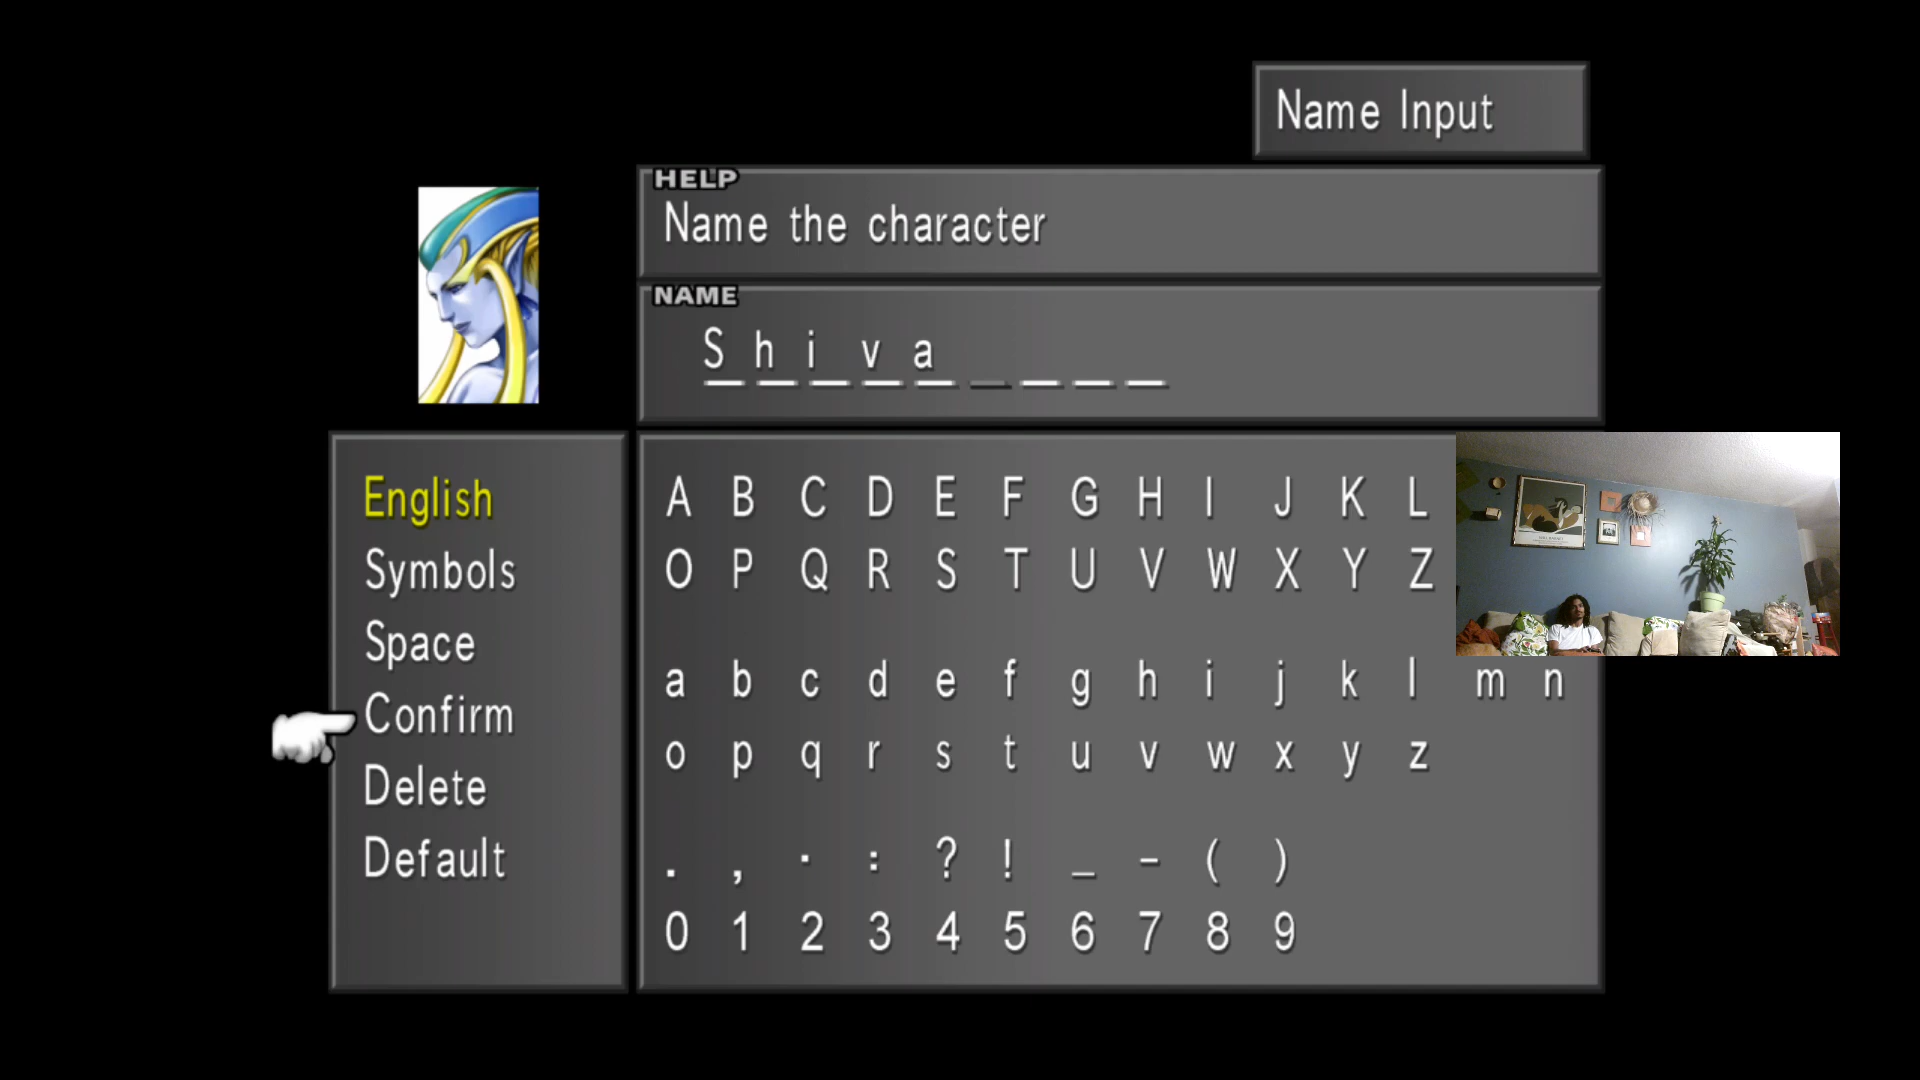 Name Input
HELP
Name the character
NAME
Shiva
English
Symbols
Space
Confirm
Delete
Default
A B C D E F G H I J K L
O P Q R S T U V W X Y Z
a b c d e f g h i j k l m n
o p q r s t u v w x y z
. , · : ? ! _ - ( )
0 1 2 3 4 5 6 7 8 9